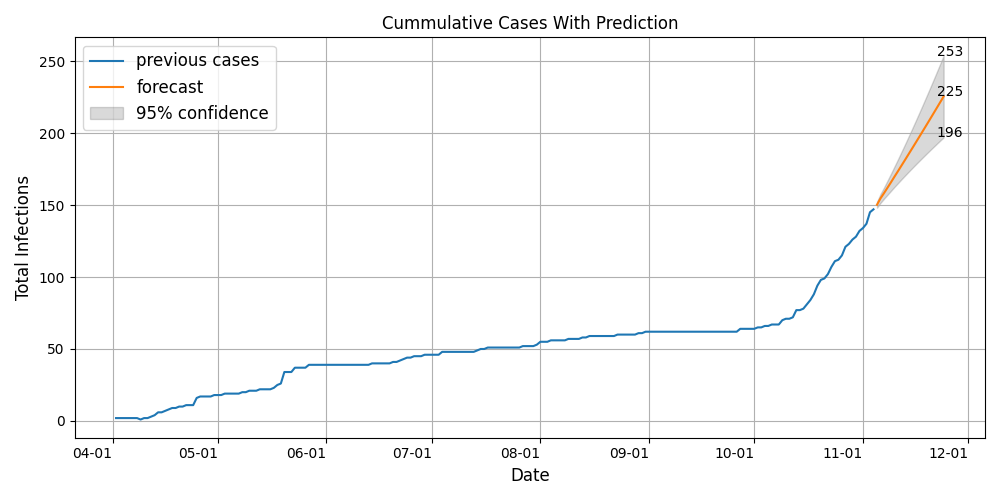 Cummulative Cases With Prediction
previous cases
forecast
95% confidence
253
225
196
250
200
150
100
50
0
Total Infections
04-01 05-01 06-01 07-01 08-01 09-01 10-01 11-01 12-01
Date